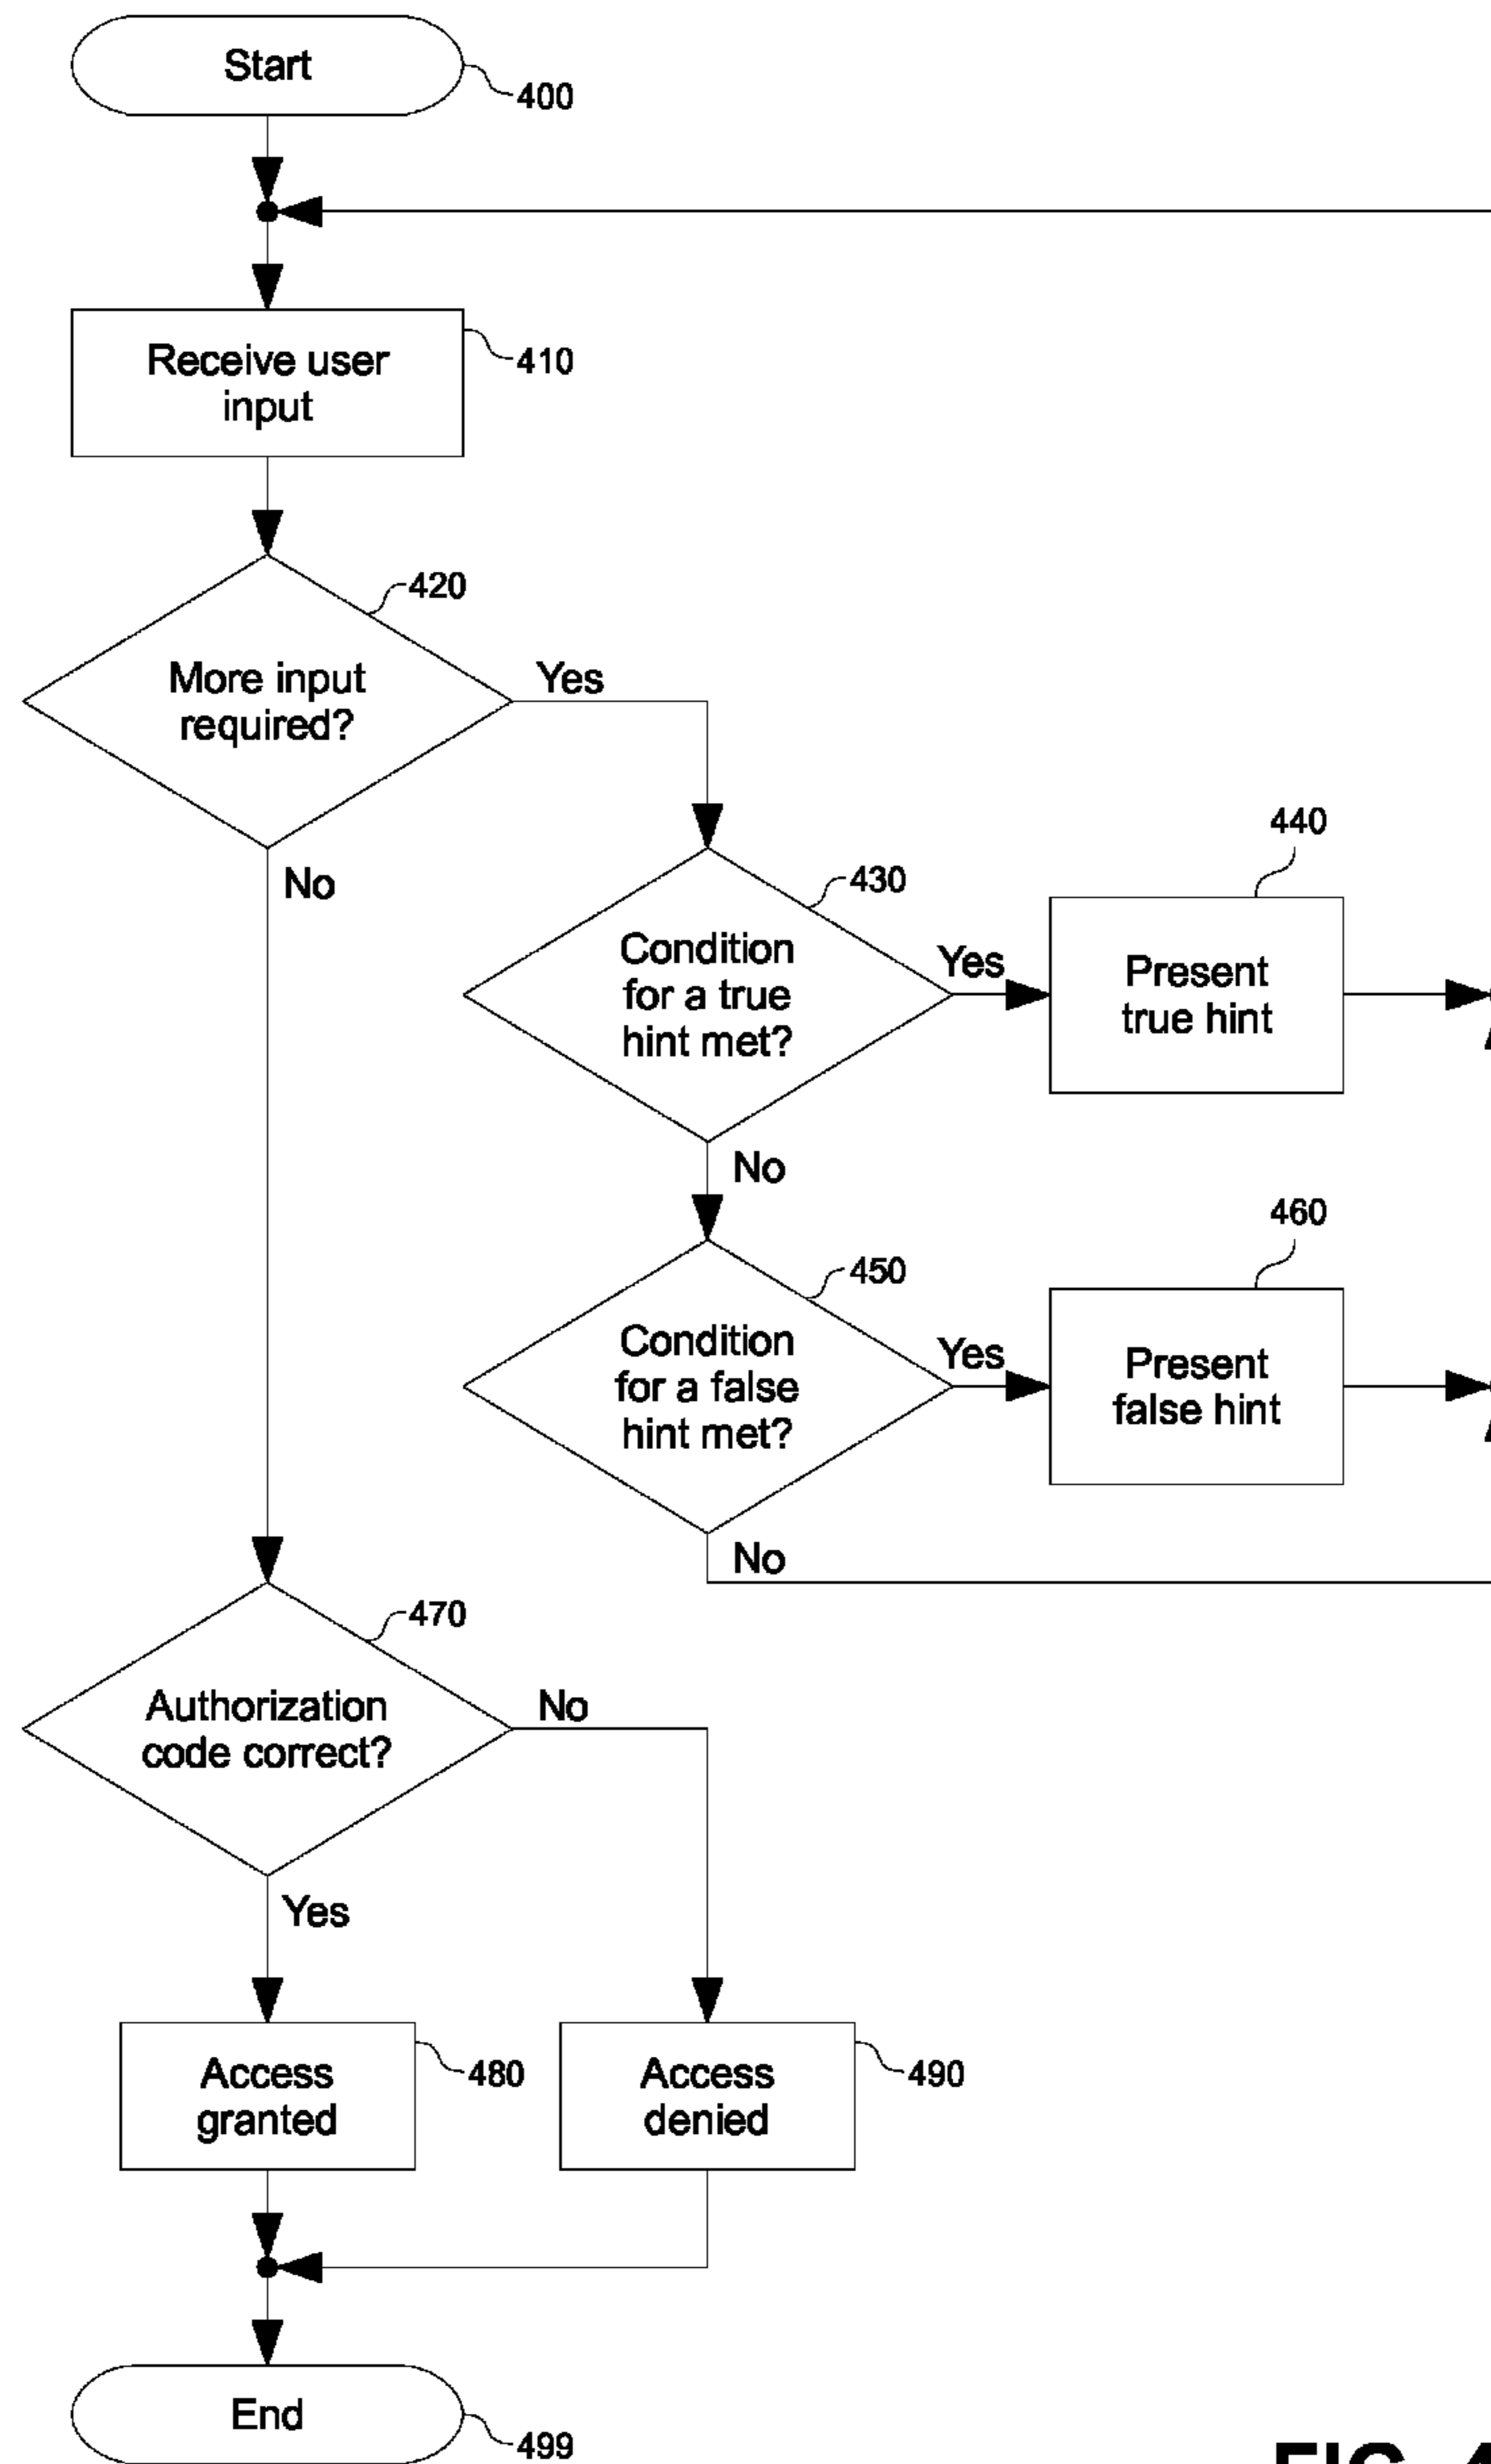 Start
400
Receive user
input
410
420
More input
required?
Yes
No
430
Condition
for a true
hint met?
Yes
440
Present
true hint
No
450
Condition
for a false
hint met?
Yes
460
Present
false hint
No
470
Authorization
code correct?
No
Yes
Access
granted
480
Access
denied
490
End
499
FIG. 4